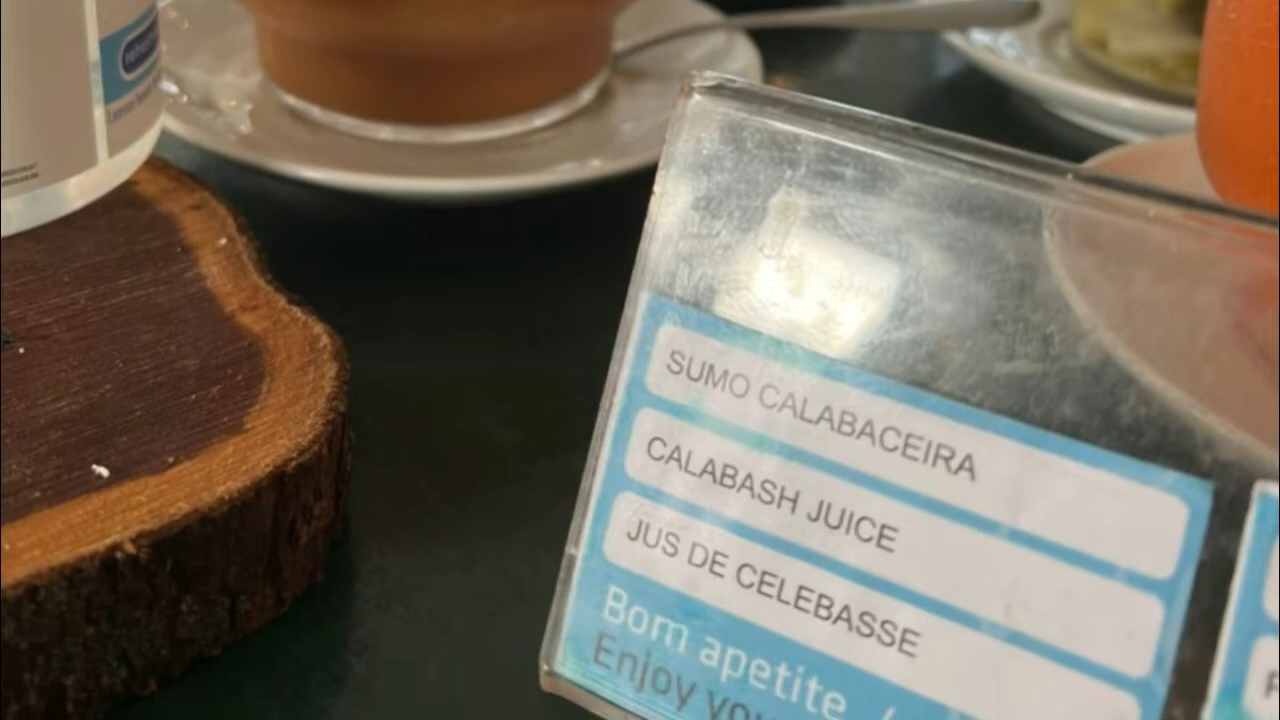 SUMO CALABACEIRA
CALABASH JUICE
JUS DE CELEBASSE
Bom apetite /
Enjoy